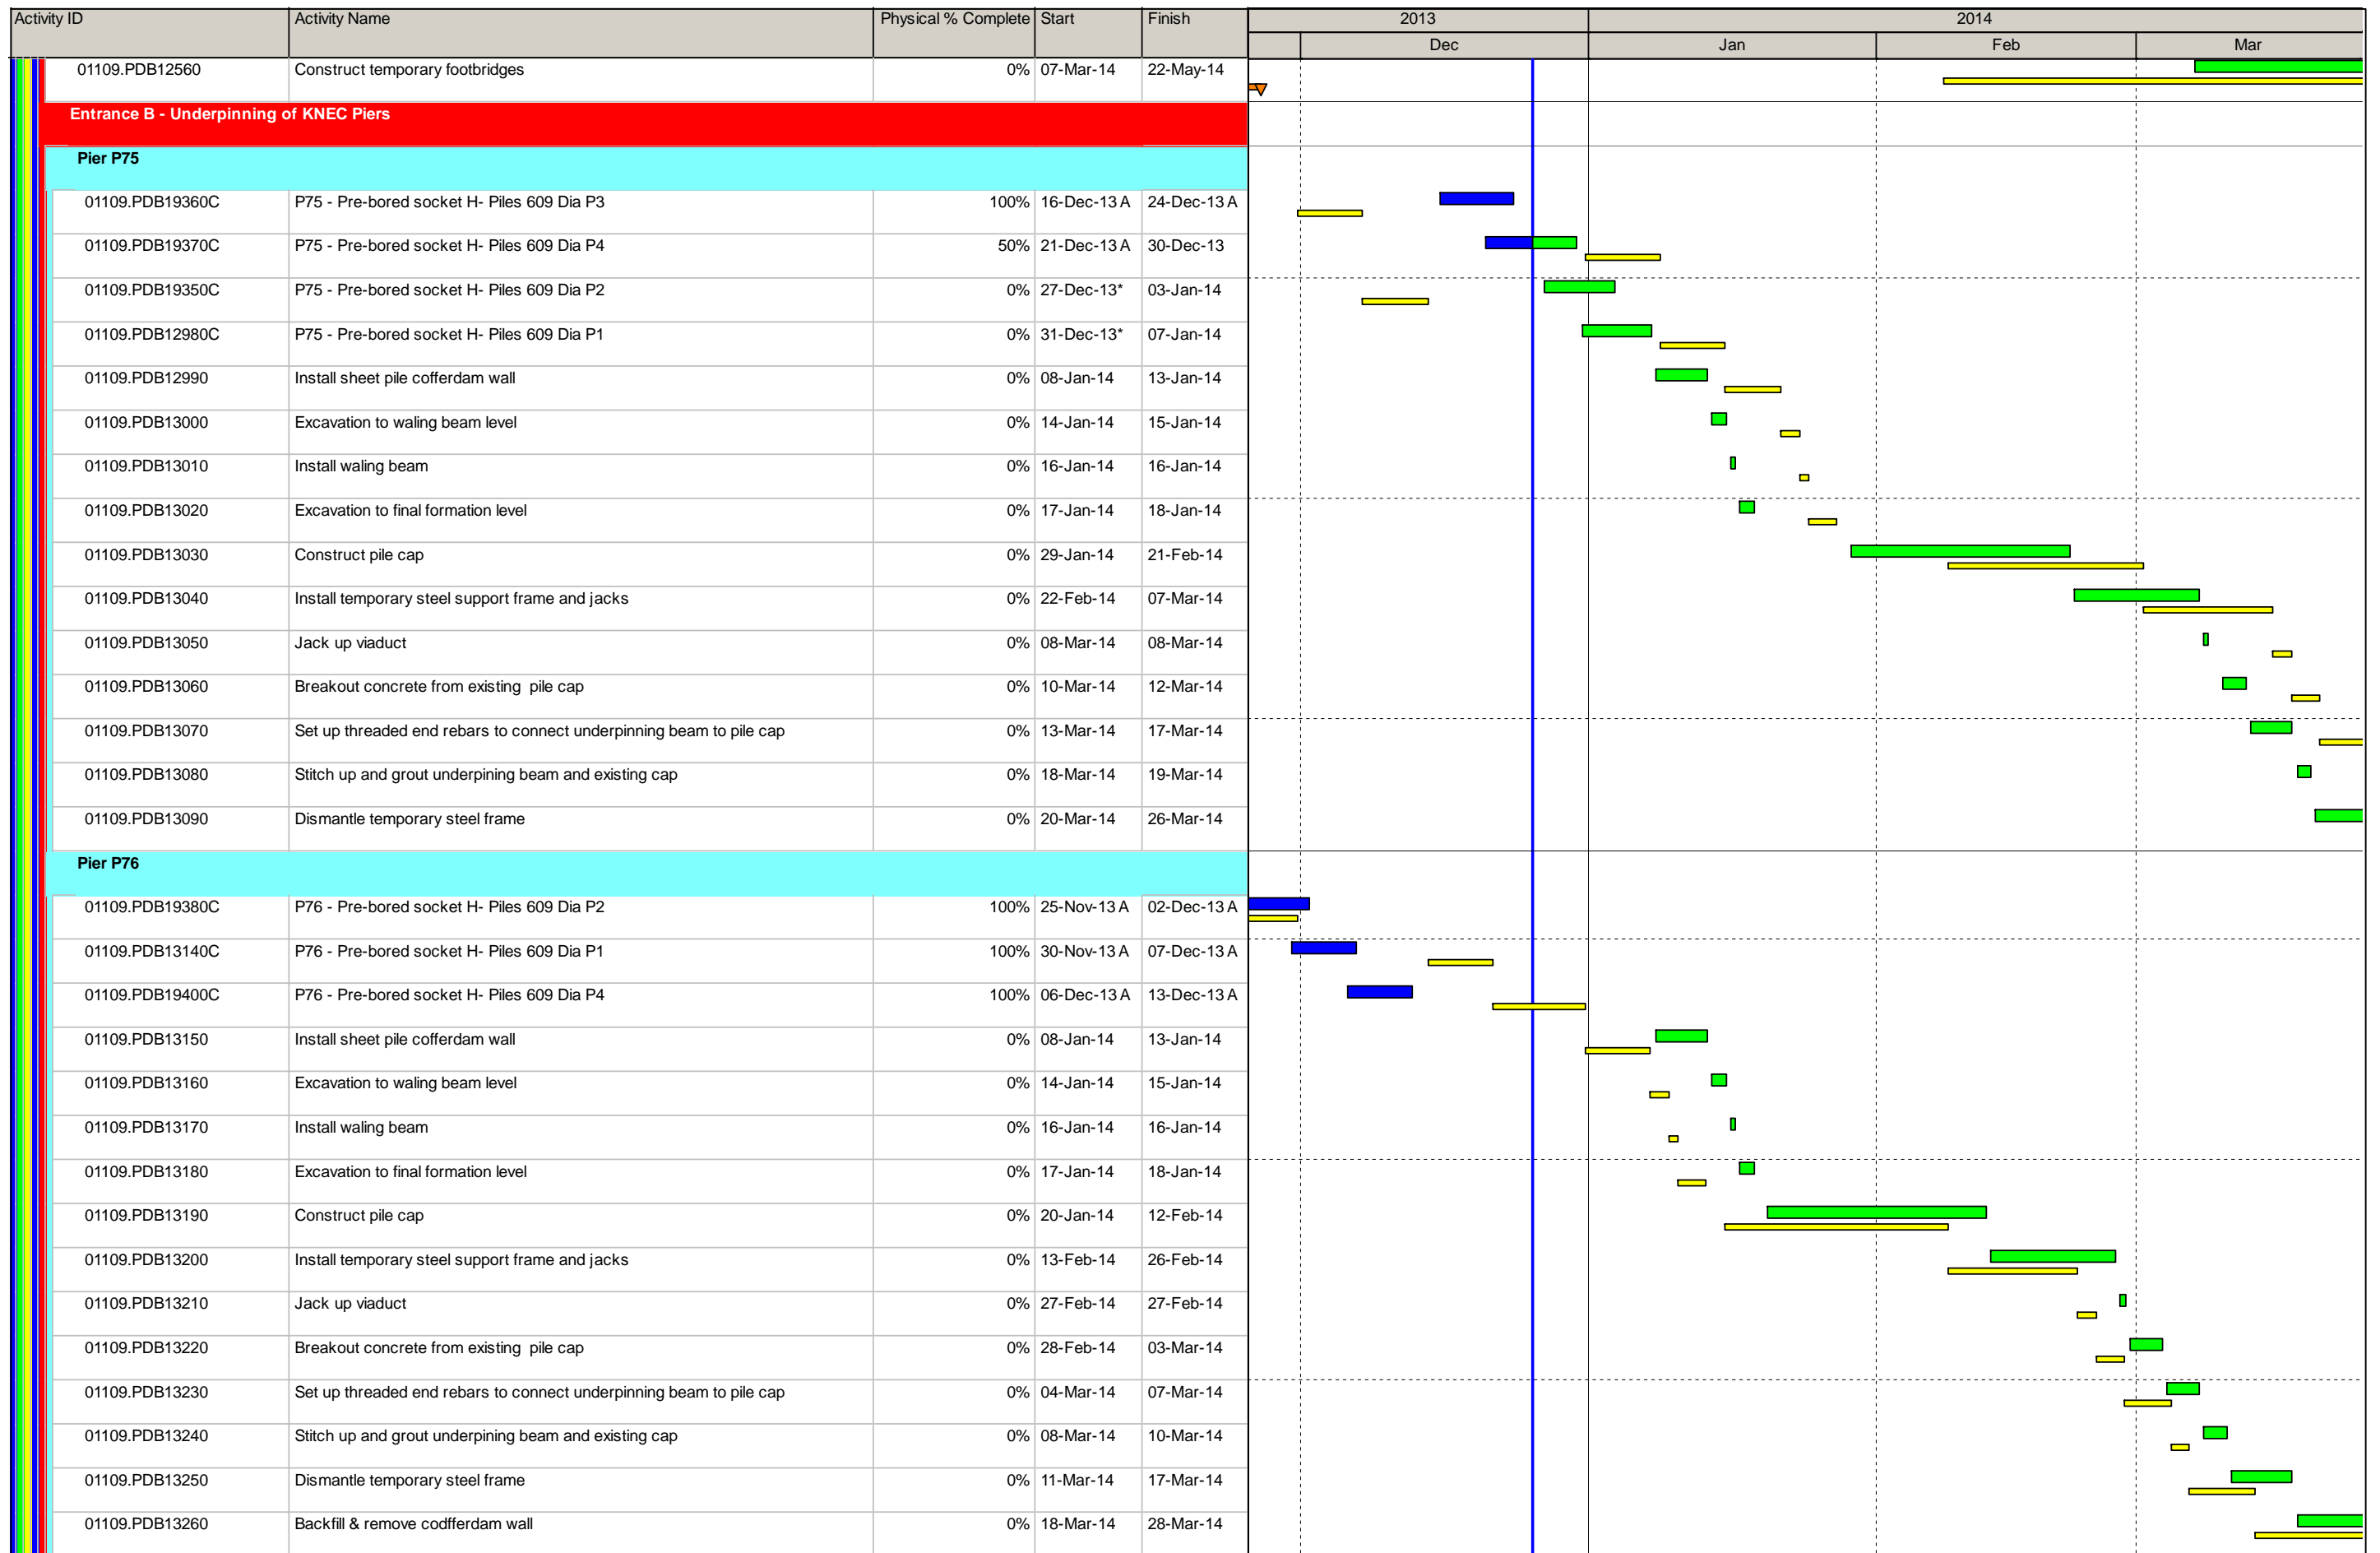 Activity ID Activity Name Physical % Complete Start Finish 2013 2014
Dec Jan Feb Mar
01109.PDB12560 Construct temporary footbridges 0% 07-Mar-14 22-May-14
Entrance B - Underpinning of KNEC Piers
Pier P75
01109.PDB19360C P75 - Pre-bored socket H- Piles 609 Dia P3 100% 16-Dec-13 A 24-Dec-13 A
01109.PDB19370C P75 - Pre-bored socket H- Piles 609 Dia P4 50% 21-Dec-13 A 30-Dec-13
01109.PDB19350C P75 - Pre-bored socket H- Piles 609 Dia P2 0% 27-Dec-13* 03-Jan-14
01109.PDB12980C P75 - Pre-bored socket H- Piles 609 Dia P1 0% 31-Dec-13* 07-Jan-14
01109.PDB12990 Install sheet pile cofferdam wall 0% 08-Jan-14 13-Jan-14
01109.PDB13000 Excavation to waling beam level 0% 14-Jan-14 15-Jan-14
01109.PDB13010 Install waling beam 0% 16-Jan-14 16-Jan-14
01109.PDB13020 Excavation to final formation level 0% 17-Jan-14 18-Jan-14
01109.PDB13030 Construct pile cap 0% 29-Jan-14 21-Feb-14
01109.PDB13040 Install temporary steel support frame and jacks 0% 22-Feb-14 07-Mar-14
01109.PDB13050 Jack up viaduct 0% 08-Mar-14 08-Mar-14
01109.PDB13060 Breakout concrete from existing pile cap 0% 10-Mar-14 12-Mar-14
01109.PDB13070 Set up threaded end rebars to connect underpinning beam to pile cap 0% 13-Mar-14 17-Mar-14
01109.PDB13080 Stitch up and grout underpining beam and existing cap 0% 18-Mar-14 19-Mar-14
01109.PDB13090 Dismantle temporary steel frame 0% 20-Mar-14 26-Mar-14
Pier P76
01109.PDB19380C P76 - Pre-bored socket H- Piles 609 Dia P2 100% 25-Nov-13 A 02-Dec-13 A
01109.PDB13140C P76 - Pre-bored socket H- Piles 609 Dia P1 100% 30-Nov-13 A 07-Dec-13 A
01109.PDB19400C P76 - Pre-bored socket H- Piles 609 Dia P4 100% 06-Dec-13 A 13-Dec-13 A
01109.PDB13150 Install sheet pile cofferdam wall 0% 08-Jan-14 13-Jan-14
01109.PDB13160 Excavation to waling beam level 0% 14-Jan-14 15-Jan-14
01109.PDB13170 Install waling beam 0% 16-Jan-14 16-Jan-14
01109.PDB13180 Excavation to final formation level 0% 17-Jan-14 18-Jan-14
01109.PDB13190 Construct pile cap 0% 20-Jan-14 12-Feb-14
01109.PDB13200 Install temporary steel support frame and jacks 0% 13-Feb-14 26-Feb-14
01109.PDB13210 Jack up viaduct 0% 27-Feb-14 27-Feb-14
01109.PDB13220 Breakout concrete from existing pile cap 0% 28-Feb-14 03-Mar-14
01109.PDB13230 Set up threaded end rebars to connect underpinning beam to pile cap 0% 04-Mar-14 07-Mar-14
01109.PDB13240 Stitch up and grout underpining beam and existing cap 0% 08-Mar-14 10-Mar-14
01109.PDB13250 Dismantle temporary steel frame 0% 11-Mar-14 17-Mar-14
01109.PDB13260 Backfill & remove codfferdam wall 0% 18-Mar-14 28-Mar-14